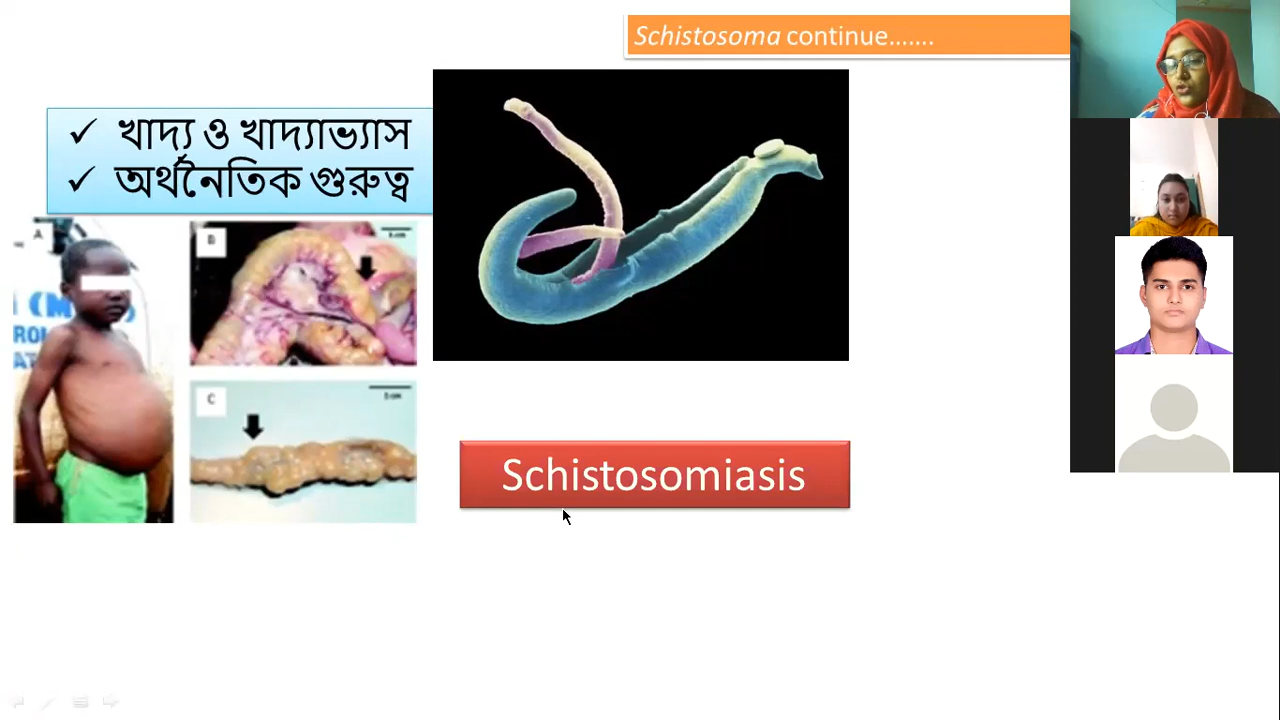 Schistosoma continue.......
✓ খাদ্য ও খাদ্যাভ্যাস
✓ অর্থনৈতিক গুরুত্ব
A
B
C
Schistosomiasis